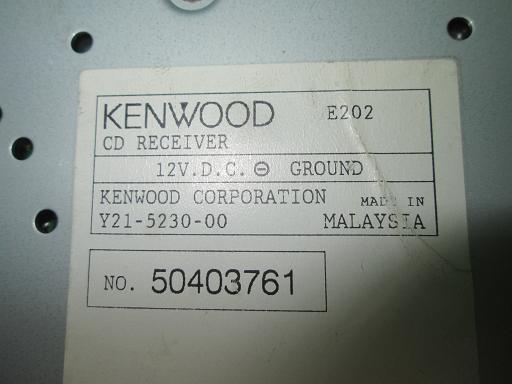 KENWOOD E202
CD RECEIVER
12V.D.C. ⊖ GROUND
KENWOOD CORPORATION MADE IN
Y21-5230-00 MALAYSIA
NO. 50403761